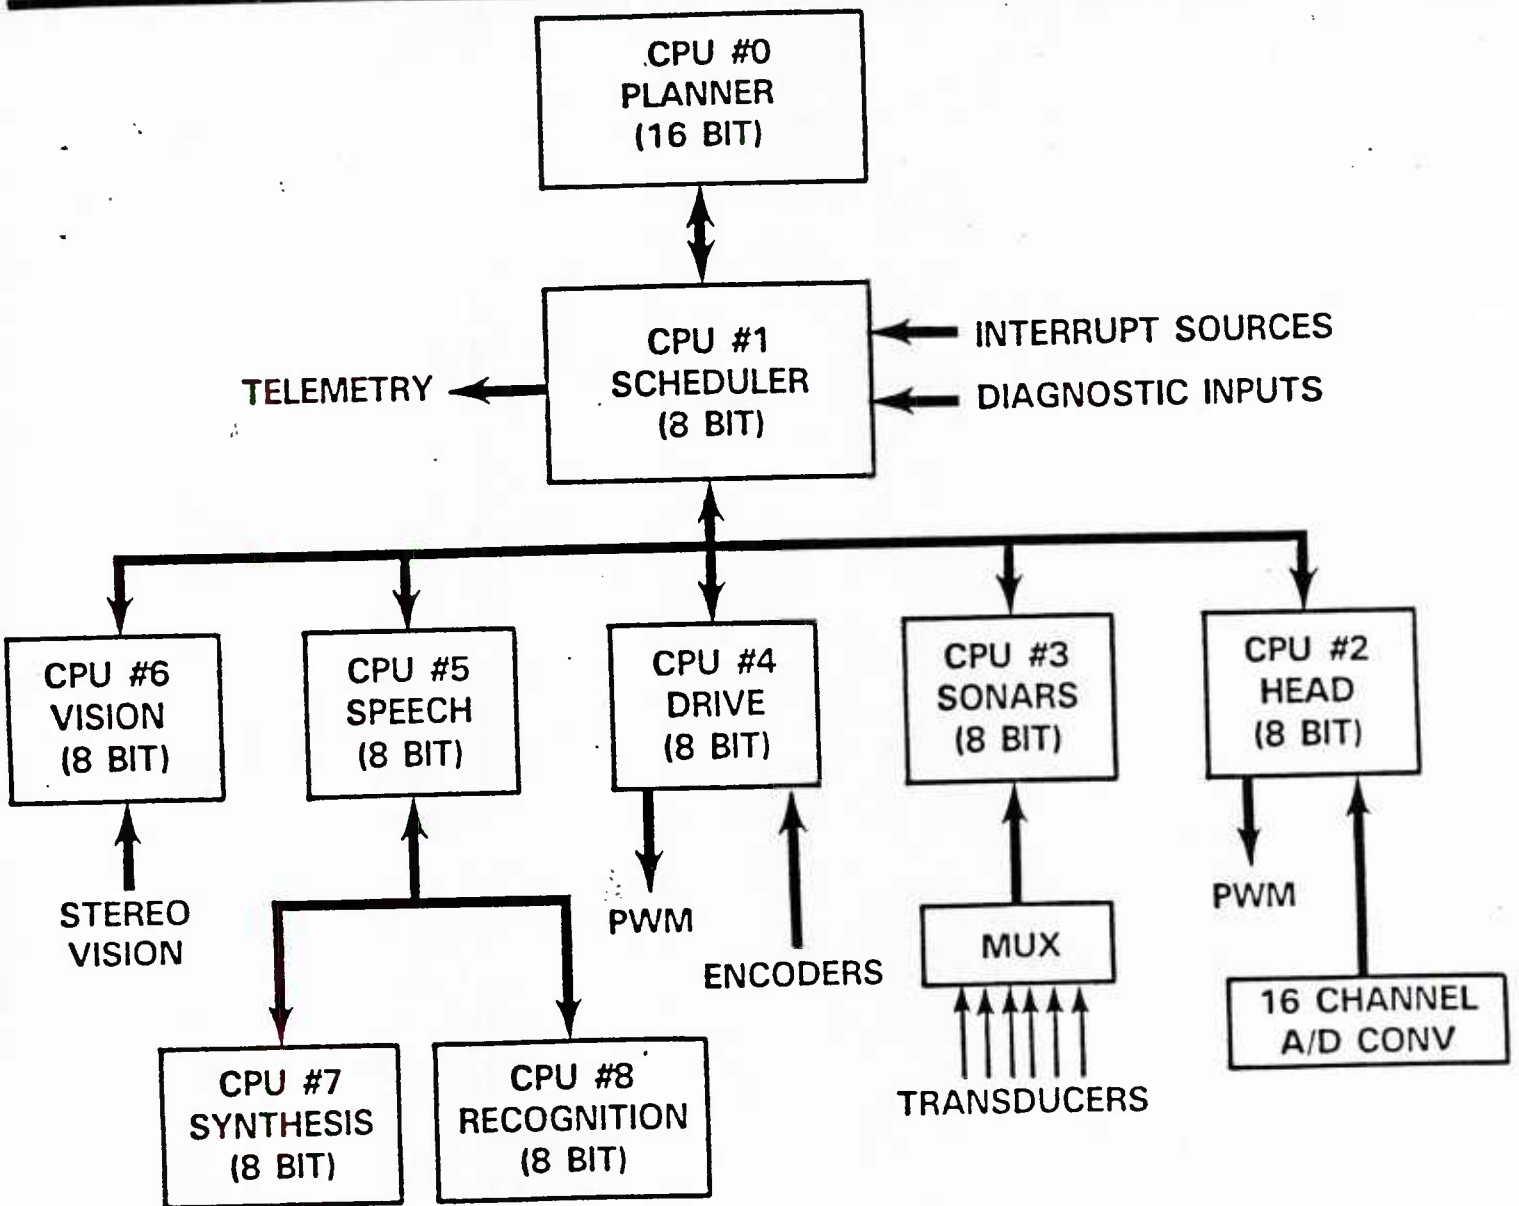 CPU #0
PLANNER
(16 BIT)
CPU #1
SCHEDULER
(8 BIT)
INTERRUPT SOURCES
DIAGNOSTIC INPUTS
TELEMETRY
CPU #6
VISION
(8 BIT)
CPU #5
SPEECH
(8 BIT)
CPU #4
DRIVE
(8 BIT)
CPU #3
SONARS
(8 BIT)
CPU #2
HEAD
(8 BIT)
STEREO
VISION
PWM
ENCODERS
MUX
TRANSDUCERS
PWM
16 CHANNEL
A/D CONV
CPU #7
SYNTHESIS
(8 BIT)
CPU #8
RECOGNITION
(8 BIT)